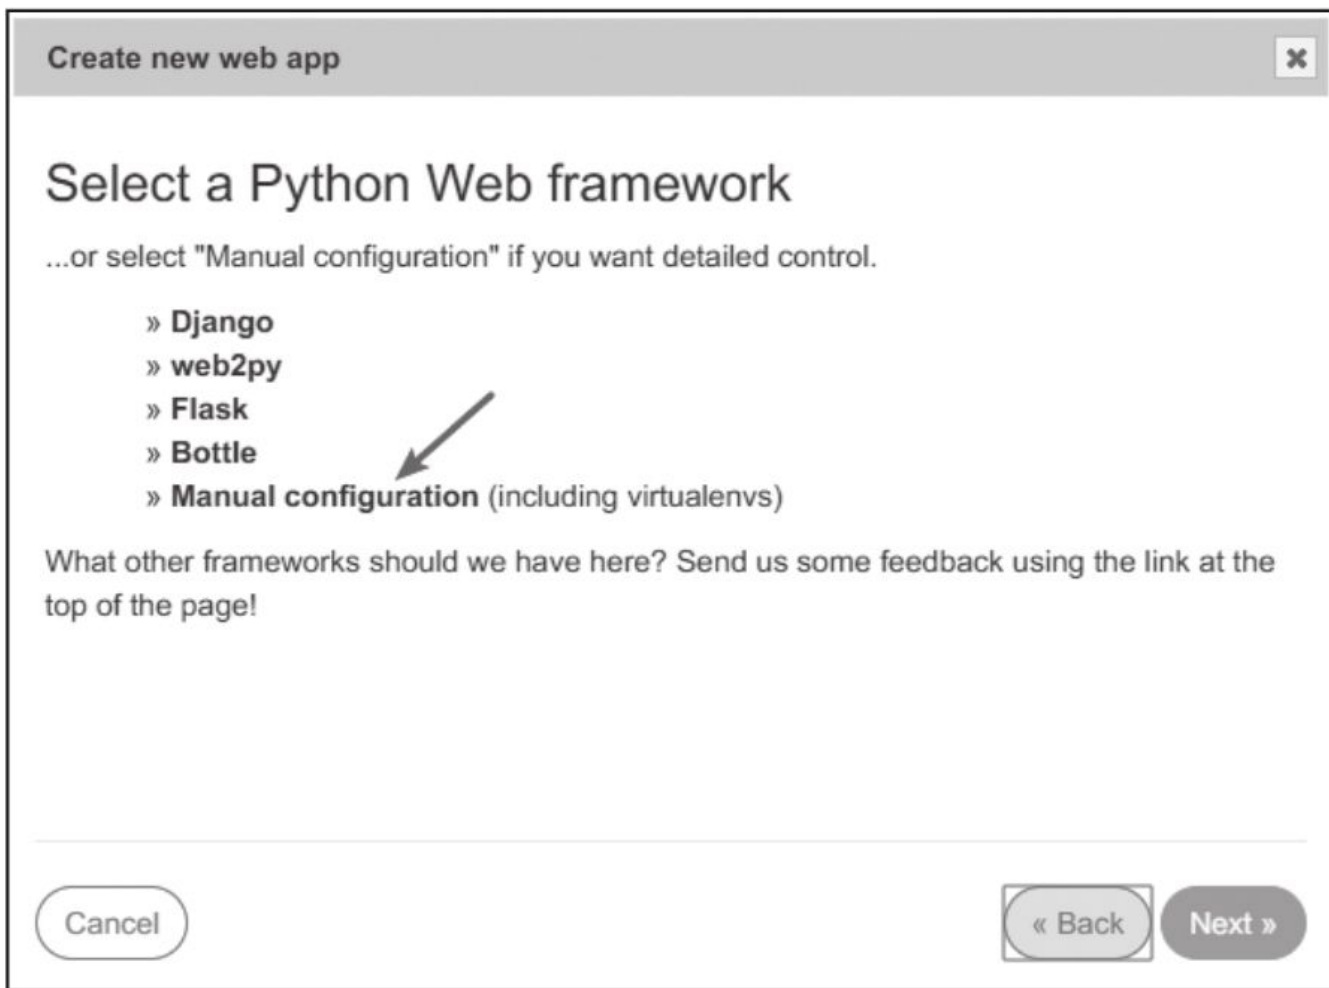 Create new web app
Select a Python Web framework
...or select "Manual configuration" if you want detailed control.
» Django
» web2py
» Flask
» Bottle
» Manual configuration (including virtualenvs)
What other frameworks should we have here? Send us some feedback using the link at the
top of the page!
Cancel
« Back
Next »